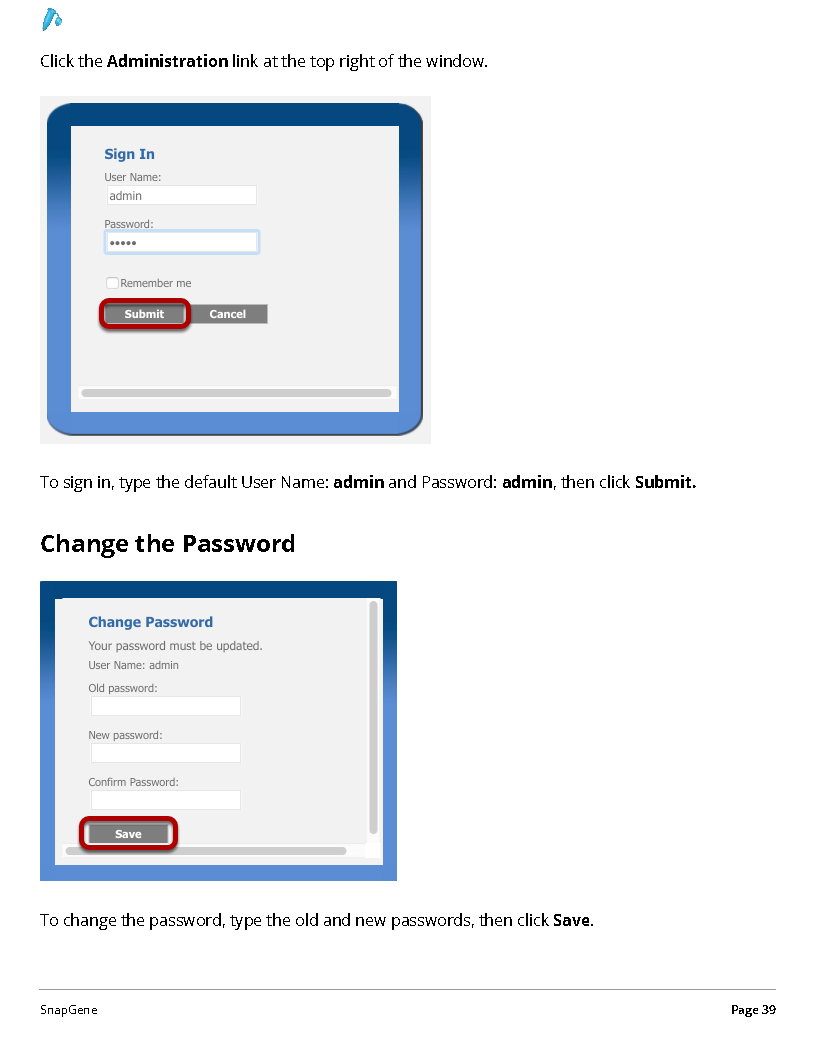 Click the Administration link at the top right of the window.
Sign In
User Name:
admin
Password:
•••••
Remember me
Submit Cancel
To sign in, type the default User Name: admin and Password: admin, then click Submit.
Change the Password
Change Password
Your password must be updated.
User Name: admin
Old password:
New password:
Confirm Password:
Save
To change the password, type the old and new passwords, then click Save.
SnapGene Page 39